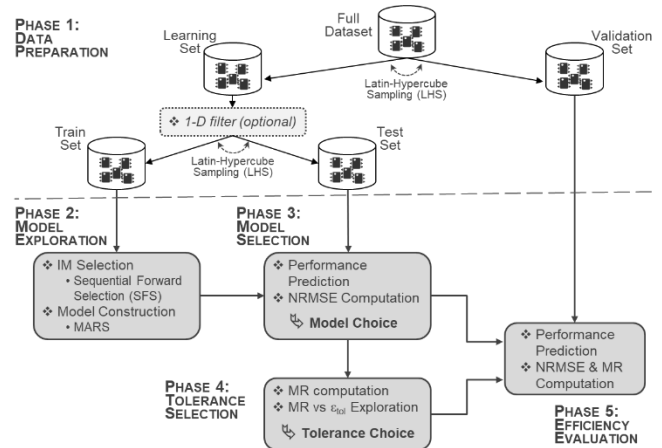 PHASE 1:
DATA
PREPARATION
Full
Dataset
Learning
Set
Validation
Set
Latin-Hypercube
Sampling (LHS)
❖ 1-D filter (optional)
Train
Set
Test
Set
Latin-Hypercube
Sampling (LHS)
PHASE 2:
MODEL
EXPLORATION
❖ IM Selection
• Sequential Forward
Selection (SFS)
❖ Model Construction
• MARS
PHASE 3:
MODEL
SELECTION
❖ Performance
Prediction
❖ NRMSE Computation
Model Choice
PHASE 4:
TOLERANCE
SELECTION
❖ MR computation
❖ MR vs εtol Exploration
Tolerance Choice
❖ Performance
Prediction
❖ NRMSE & MR
Computation
PHASE 5:
EFFICIENCY
EVALUATION